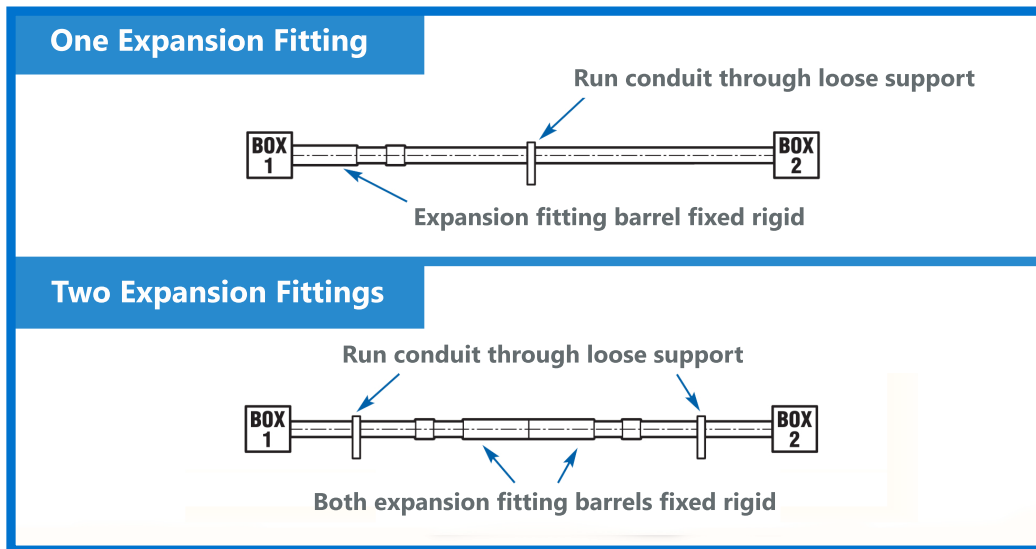 One Expansion Fitting
Run conduit through loose support
BOX
1
BOX
2
Expansion fitting barrel fixed rigid
Two Expansion Fittings
Run conduit through loose support
BOX
1
BOX
2
Both expansion fitting barrels fixed rigid